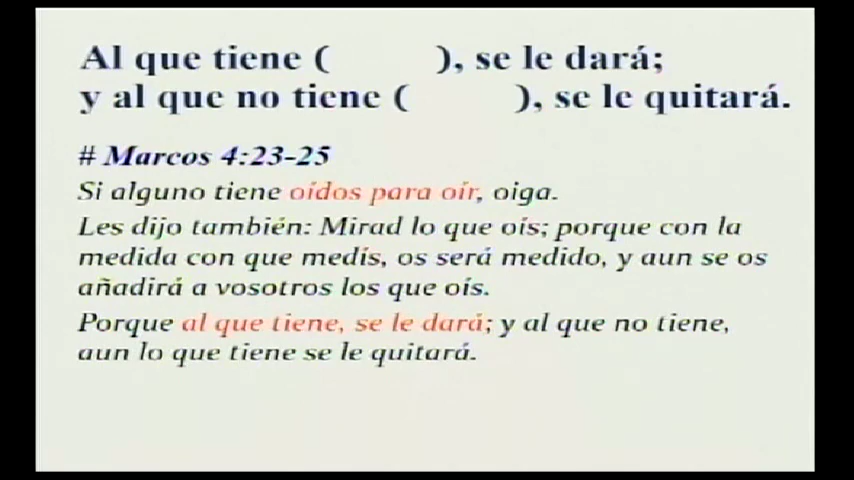 Al que tiene (          ), se le dará;
y al que no tiene (          ), se le quitará.
# Marcos 4:23-25
Si alguno tiene oídos para oír, oiga.
Les dijo también: Mirad lo que oís; porque con la
medida con que medís, os será medido, y aun se os
añadirá a vosotros los que oís.
Porque al que tiene, se le dará; y al que no tiene,
aun lo que tiene se le quitará.